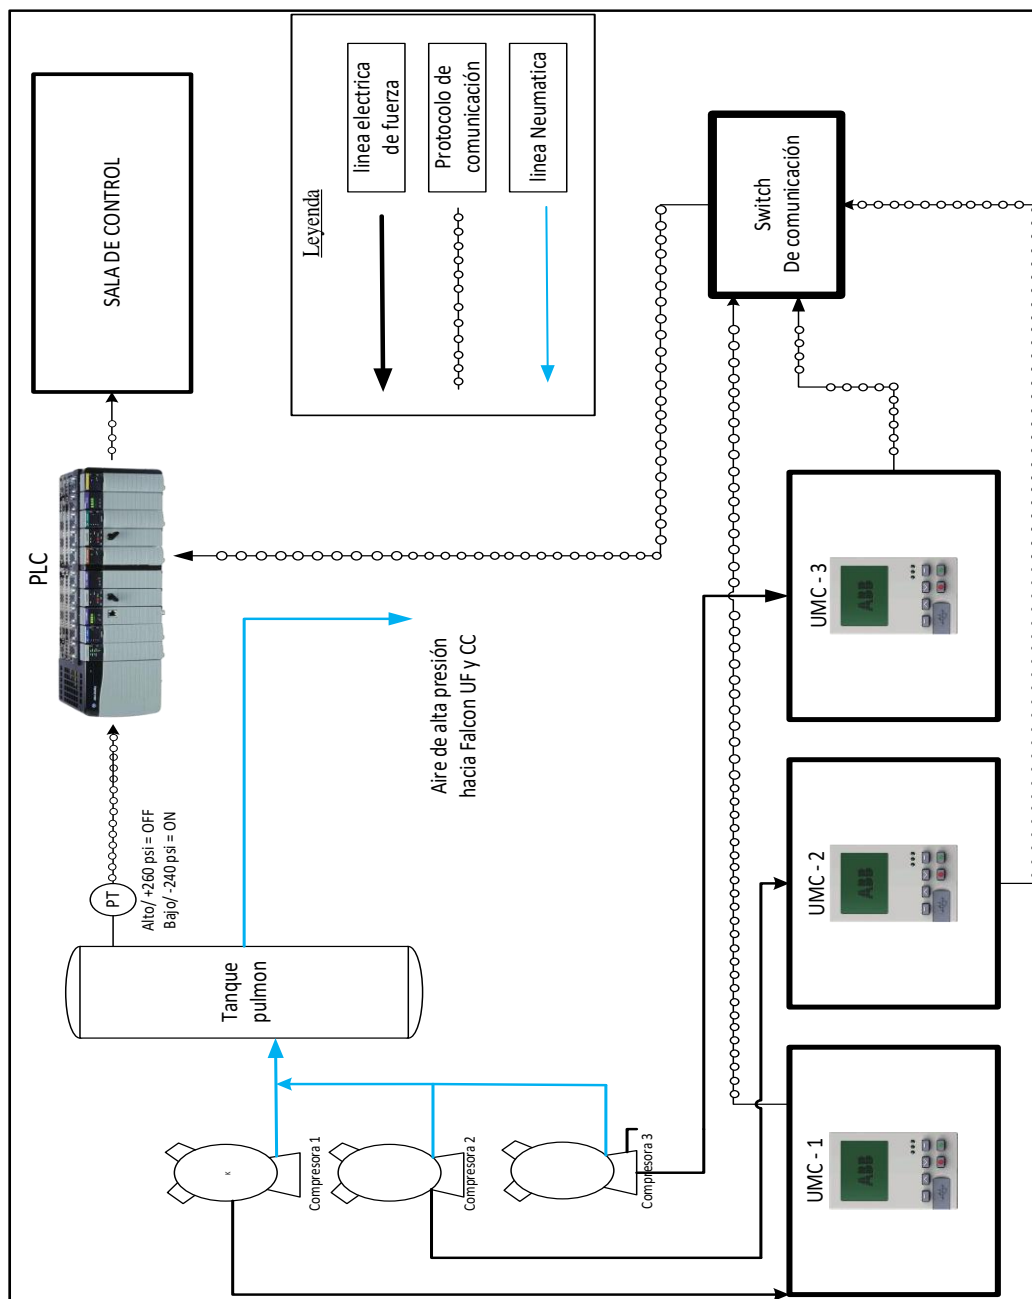 SALA DE CONTROL
PLC
PT
Alto/ +260 psi = OFF
Bajo/ -240 psi = ON
Tanque
pulmon
K
Compresora 1
Compresora 2
Compresora 3
Aire de alta presión
hacia Falcon UF y CC
Leyenda
linea electrica
de fuerza
Protocolo de
comunicación
linea Neumatica
Switch
De comunicación
UMC - 1
ABB
UMC - 2
ABB
UMC - 3
ABB